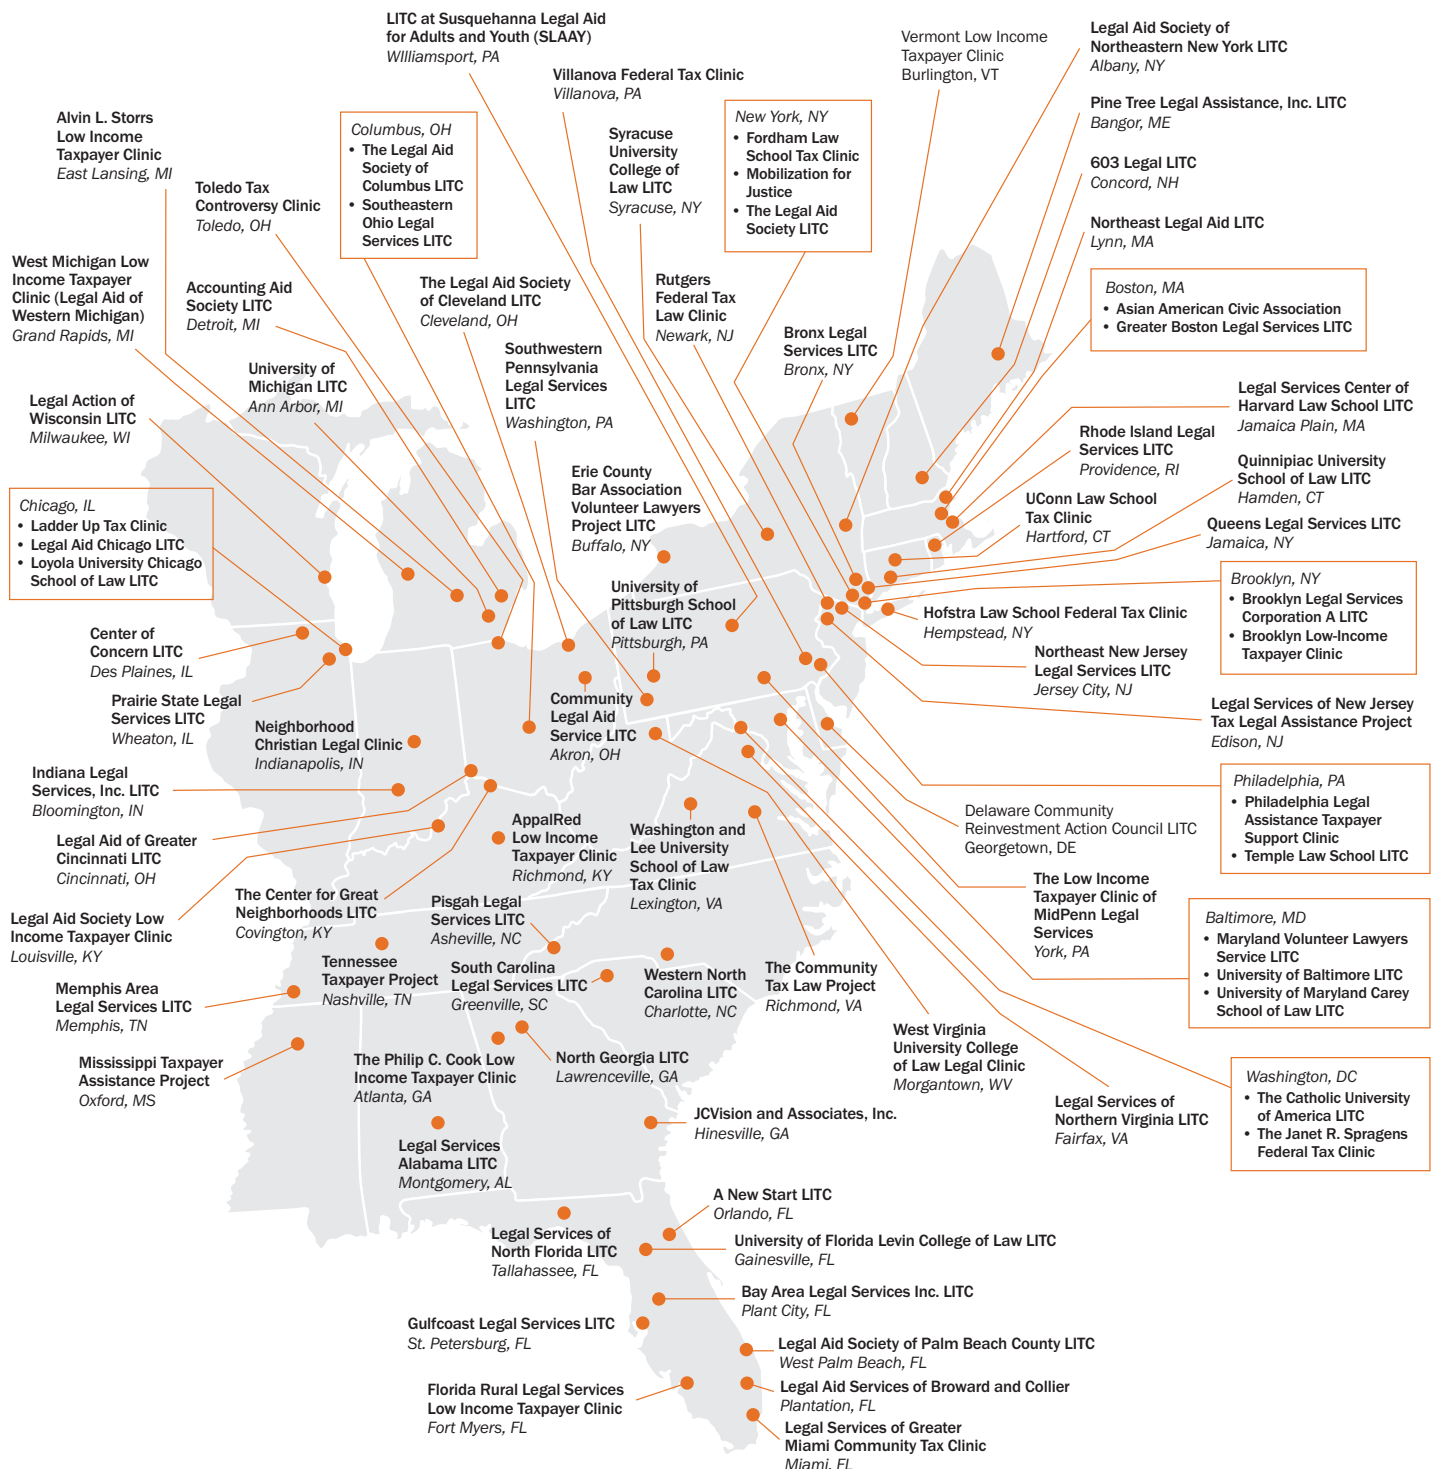 LITC at Susquehanna Legal Aid
for Adults and Youth (SLAAY)
WIlliamsport, PA
Villanova Federal Tax Clinic
Villanova, PA
Vermont Low Income
Taxpayer Clinic
Burlington, VT
Legal Aid Society of
Northeastern New York LITC
Albany, NY
Pine Tree Legal Assistance, Inc. LITC
Bangor, ME
603 Legal LITC
Concord, NH
Northeast Legal Aid LITC
Lynn, MA
Alvin L. Storrs
Low Income
Taxpayer Clinic
East Lansing, MI
Toledo Tax
Controversy Clinic
Toledo, OH
Columbus, OH
• The Legal Aid
Society of
Columbus LITC
• Southeastern
Ohio Legal
Services LITC
Syracuse
University
College of
Law LITC
Syracuse, NY
New York, NY
• Fordham Law
School Tax Clinic
• Mobilization for
Justice
• The Legal Aid
Society LITC
West Michigan Low
Income Taxpayer
Clinic (Legal Aid of
Western Michigan)
Grand Rapids, MI
Accounting Aid
Society LITC
Detroit, MI
The Legal Aid Society
of Cleveland LITC
Cleveland, OH
Rutgers
Federal Tax
Law Clinic
Newark, NJ
Bronx Legal
Services LITC
Bronx, NY
Boston, MA
• Asian American Civic Association
• Greater Boston Legal Services LITC
University of
Michigan LITC
Ann Arbor, MI
Southwestern
Pennsylvania
Legal Services
LITC
Washington, PA
Legal Action of
Wisconsin LITC
Milwaukee, WI
Legal Services Center of
Harvard Law School LITC
Jamaica Plain, MA
Rhode Island Legal
Services LITC
Providence, RI
Quinnipiac University
School of Law LITC
Hamden, CT
Erie County
Bar Association
Volunteer Lawyers
Project LITC
Buffalo, NY
UConn Law School
Tax Clinic
Hartford, CT
Queens Legal Services LITC
Jamaica, NY
Chicago, IL
• Ladder Up Tax Clinic
• Legal Aid Chicago LITC
• Loyola University Chicago
School of Law LITC
University of
Pittsburgh School
of Law LITC
Pittsburgh, PA
Brooklyn, NY
• Brooklyn Legal Services
Corporation A LITC
• Brooklyn Low-Income
Taxpayer Clinic
Hofstra Law School Federal Tax Clinic
Hempstead, NY
Center of
Concern LITC
Des Plaines, IL
Northeast New Jersey
Legal Services LITC
Jersey City, NJ
Prairie State Legal
Services LITC
Wheaton, IL
Community
Legal Aid
Service LITC
Akron, OH
Legal Services of New Jersey
Tax Legal Assistance Project
Edison, NJ
Neighborhood
Christian Legal Clinic
Indianapolis, IN
Indiana Legal
Services, Inc. LITC
Bloomington, IN
Philadelphia, PA
• Philadelphia Legal
Assistance Taxpayer
Support Clinic
• Temple Law School LITC
Delaware Community
Reinvestment Action Council LITC
Georgetown, DE
Legal Aid of Greater
Cincinnati LITC
Cincinnati, OH
AppalRed
Low Income
Taxpayer Clinic
Richmond, KY
Washington and
Lee University
School of Law
Tax Clinic
Lexington, VA
The Low Income
Taxpayer Clinic of
MidPenn Legal
Services
York, PA
The Center for Great
Neighborhoods LITC
Covington, KY
Pisgah Legal
Services LITC
Asheville, NC
Legal Aid Society Low
Income Taxpayer Clinic
Louisville, KY
Baltimore, MD
• Maryland Volunteer Lawyers
Service LITC
• University of Baltimore LITC
• University of Maryland Carey
School of Law LITC
Tennessee
Taxpayer Project
Nashville, TN
South Carolina
Legal Services LITC
Greenville, SC
Western North
Carolina LITC
Charlotte, NC
The Community
Tax Law Project
Richmond, VA
Memphis Area
Legal Services LITC
Memphis, TN
West Virginia
University College
of Law Legal Clinic
Morgantown, WV
Mississippi Taxpayer
Assistance Project
Oxford, MS
The Philip C. Cook Low
Income Taxpayer Clinic
Atlanta, GA
North Georgia LITC
Lawrenceville, GA
Washington, DC
• The Catholic University
of America LITC
• The Janet R. Spragens
Federal Tax Clinic
Legal Services of
Northern Virginia LITC
Fairfax, VA
JCVision and Associates, Inc.
Hinesville, GA
Legal Services
Alabama LITC
Montgomery, AL
A New Start LITC
Orlando, FL
Legal Services of
North Florida LITC
Tallahassee, FL
University of Florida Levin College of Law LITC
Gainesville, FL
Bay Area Legal Services Inc. LITC
Plant City, FL
Gulfcoast Legal Services LITC
St. Petersburg, FL
Legal Aid Society of Palm Beach County LITC
West Palm Beach, FL
Florida Rural Legal Services
Low Income Taxpayer Clinic
Fort Myers, FL
Legal Aid Services of Broward and Collier
Plantation, FL
Legal Services of Greater
Miami Community Tax Clinic
Miami, FL